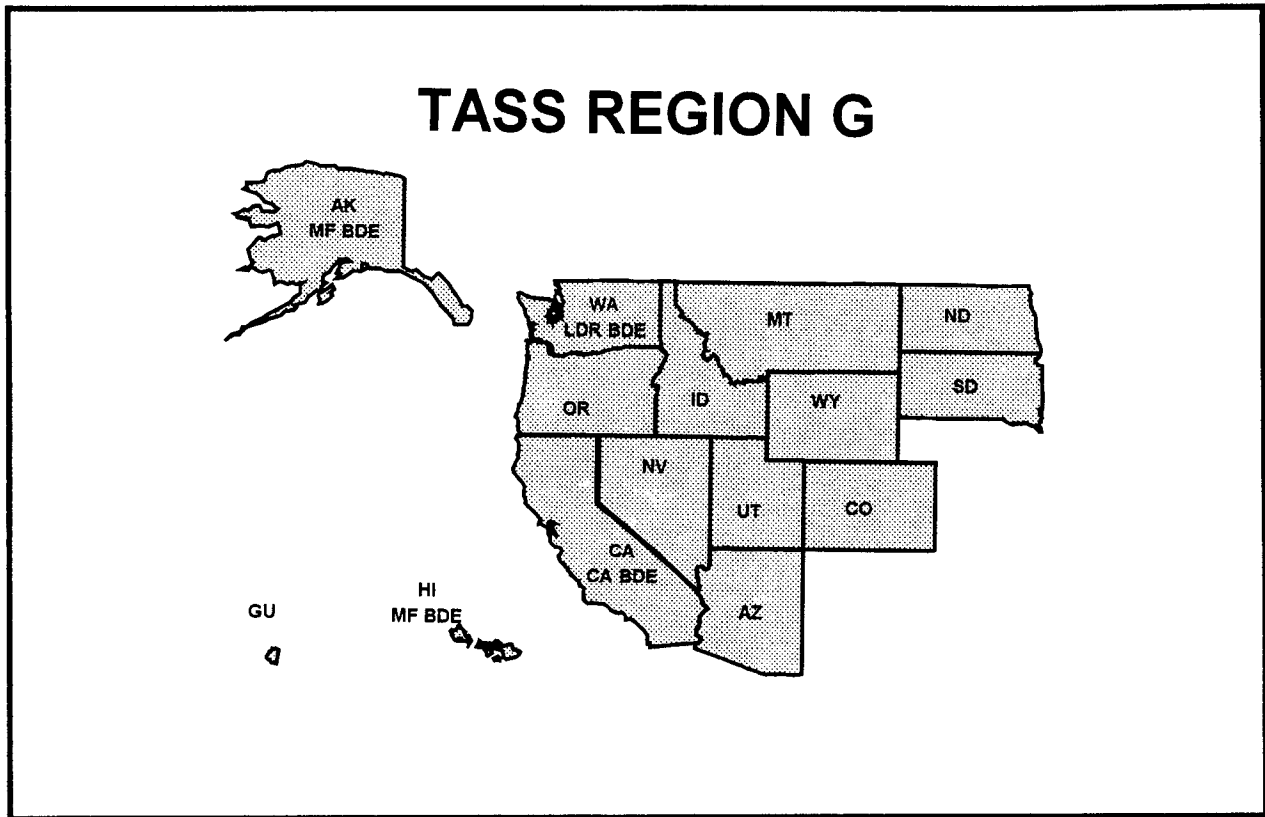 TASS REGION G
AK
MF BDE
WA
LDR BDE
MT
ND
OR
ID
WY
SD
NV
UT
CO
CA
CA BDE
AZ
HI
MF BDE
GU